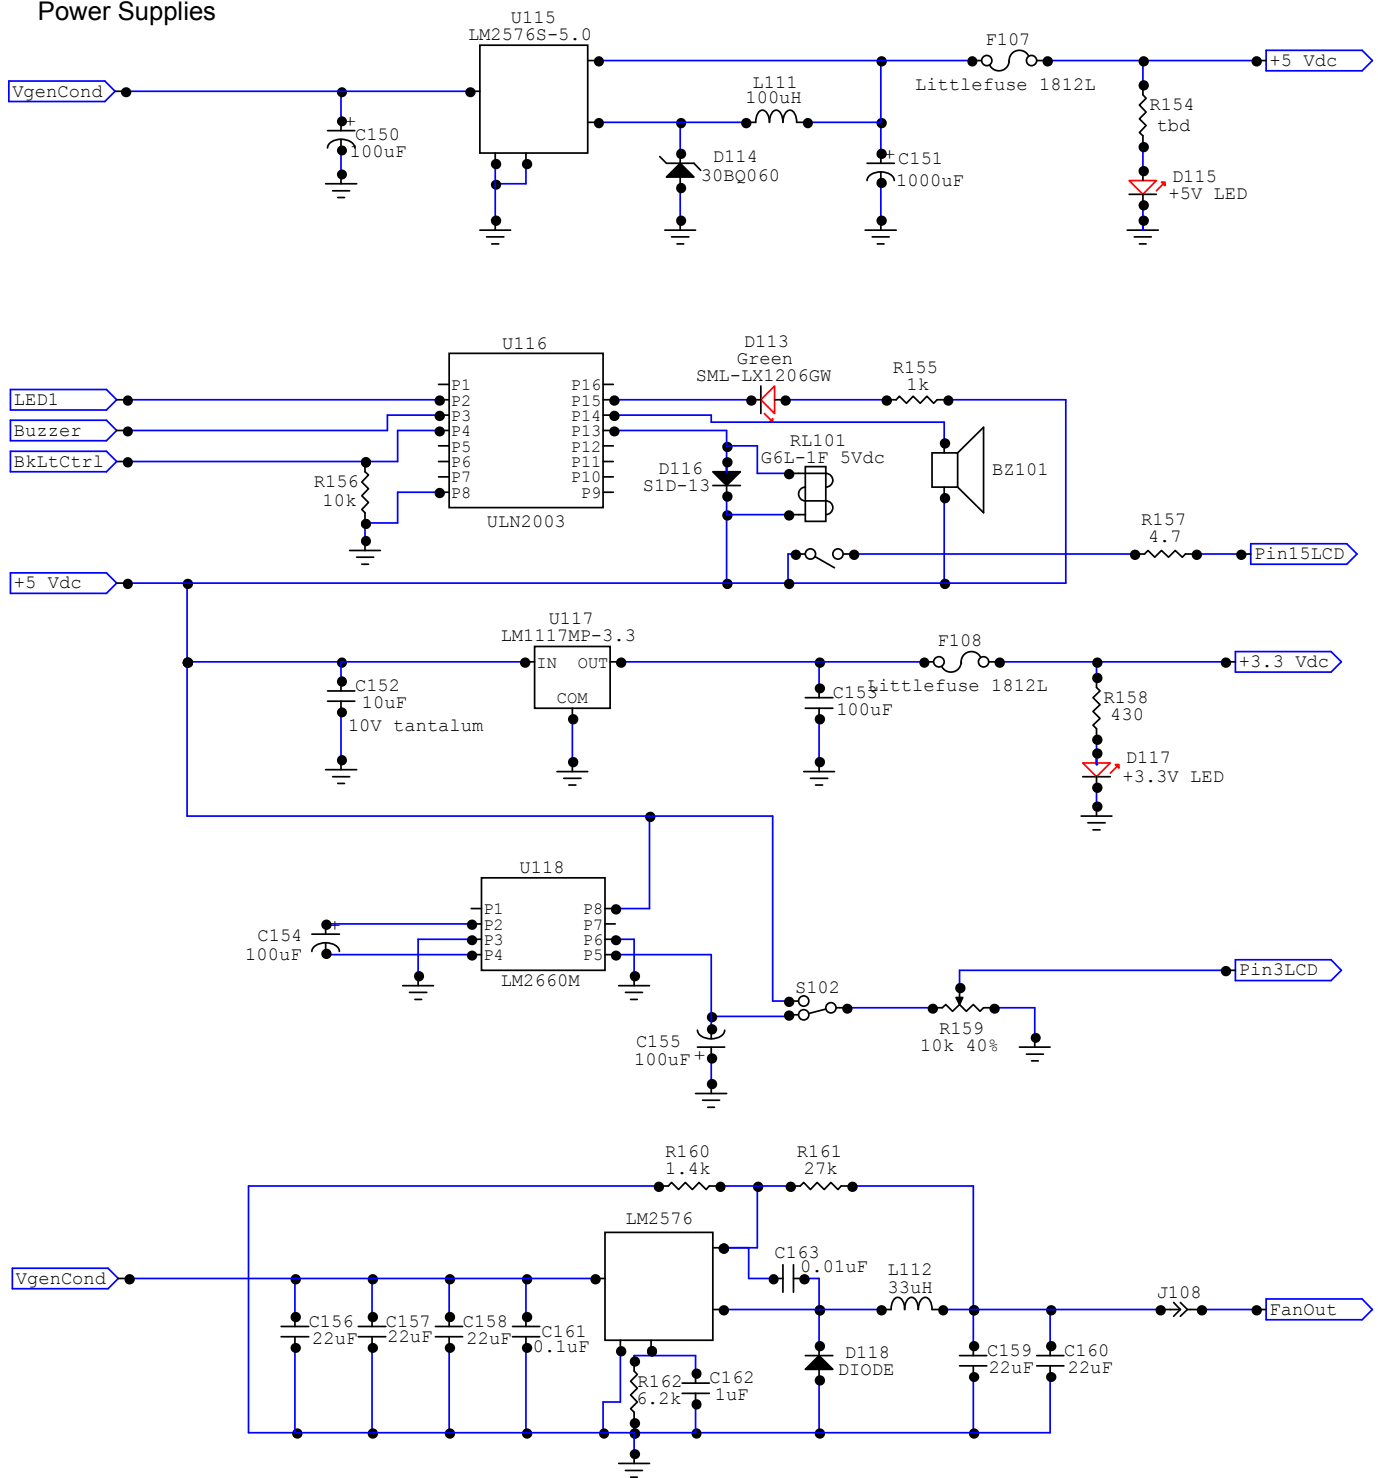 Power Supplies
U115
LM2576S-5.0
F107
Littlefuse 1812L
+5 Vdc
VgenCond
L111
100uH
R154
tbd
+
C150
100uF
D114
30BQ060
+
C151
1000uF
D115
+5V LED
U116
D113
Green
SML-LX1206GW
R155
1k
LED1
Buzzer
BkLtCtrl
P1
P2
P3
P4
P5
P6
P7
P8
P16
P15
P14
P13
P12
P11
P10
P9
ULN2003
R156
10k
D116
S1D-13
RL101
G6L-1F 5Vdc
BZ101
R157
4.7
Pin15LCD
+5 Vdc
U117
LM1117MP-3.3
IN OUT
COM
F108
Littlefuse 1812L
+3.3 Vdc
C152
10uF
10V tantalum
C153
100uF
R158
430
D117
+3.3V LED
U118
P1
P2
P3
P4
P8
P7
P6
P5
LM2660M
+
C154
100uF
S102
Pin3LCD
C155
100uF
+
R159
10k 40%
R160
1.4k
R161
27k
LM2576
VgenCond
C163
0.01uF
L112
33uH
J108
FanOut
C156
22uF
C157
22uF
C158
22uF
C161
0.1uF
R162
6.2k
C162
1uF
D118
DIODE
C159
22uF
C160
22uF